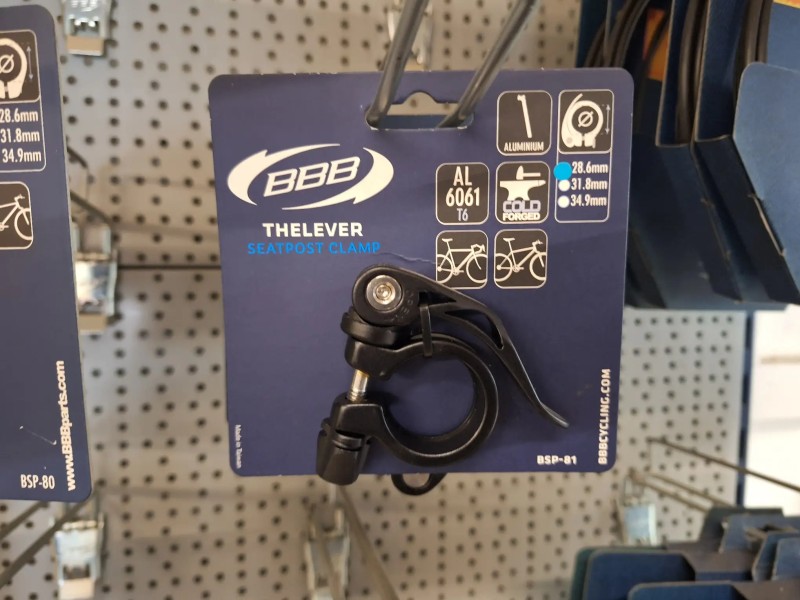 28.6mm
31.8mm
34.9mm
www.BBBparts.com
BSP-80
BBB
THELEVER
SEATPOST CLAMP
ALUMINIUM
AL
6061
T6
COLD
FORGED
28.6mm
31.8mm
34.9mm
Made in Taiwan
BSP-81
BBBCYCLING.COM